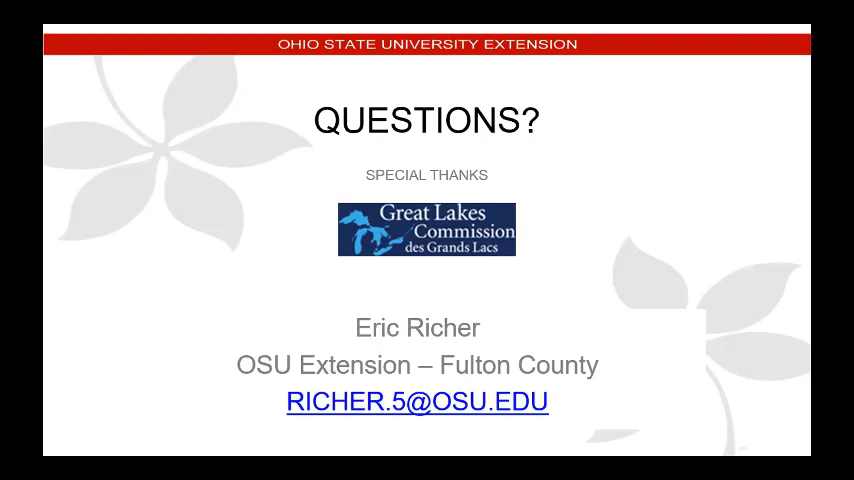 OHIO STATE UNIVERSITY EXTENSION
QUESTIONS?
SPECIAL THANKS
Great Lakes
Commission
des Grands Lacs
Eric Richer
OSU Extension – Fulton County
RICHER.5@OSU.EDU